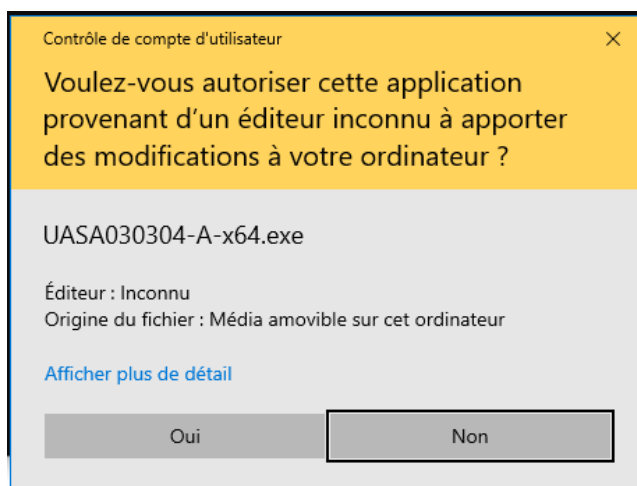 Contrôle de compte d'utilisateur
Voulez-vous autoriser cette application
provenant d'un éditeur inconnu à apporter
des modifications à votre ordinateur ?
UASA030304-A-x64.exe
Éditeur : Inconnu
Origine du fichier : Média amovible sur cet ordinateur
Afficher plus de détail
Oui
Non